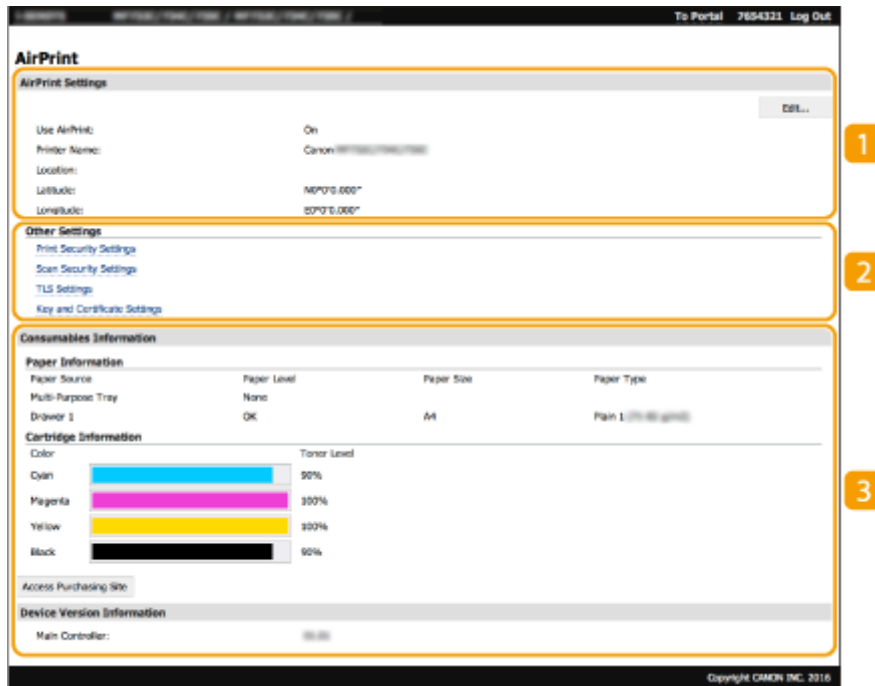 To Portal 7654321 Log Out
AirPrint
AirPrint Settings
Edit...
1
Use AirPrint: On
Printer Name: Canon
Location:
Latitude: N0°0'0.000"
Longitude: E0°0'0.000"
Other Settings
Print Security Settings
Scan Security Settings
2
TLS Settings
Key and Certificate Settings
Consumables Information
Paper Information
Paper Source Paper Level Paper Size Paper Type
Multi-Purpose Tray None
Drawer 1 OK A4 Plain 1
Cartridge Information
Color Toner Level
Cyan 90%
Magenta 100%
3
Yellow 100%
Black 90%
Access Purchasing Site
Device Version Information
Main Controller:
Copyright CANON INC. 2016